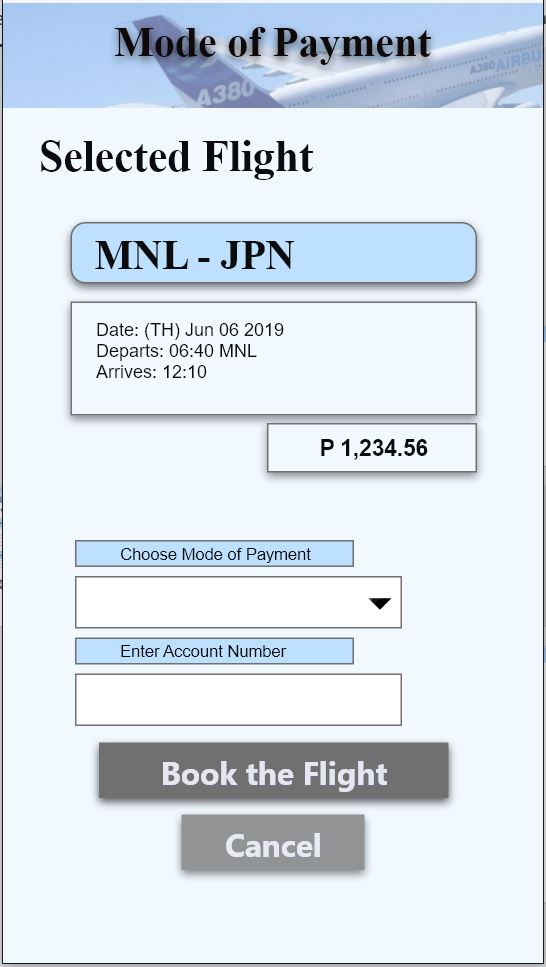 Mode of Payment
A380 AIRBU
A380
Selected Flight
MNL - JPN
Date: (TH) Jun 06 2019
Departs: 06:40 MNL
Arrives: 12:10
P 1,234.56
Choose Mode of Payment
Enter Account Number
Book the Flight
Cancel